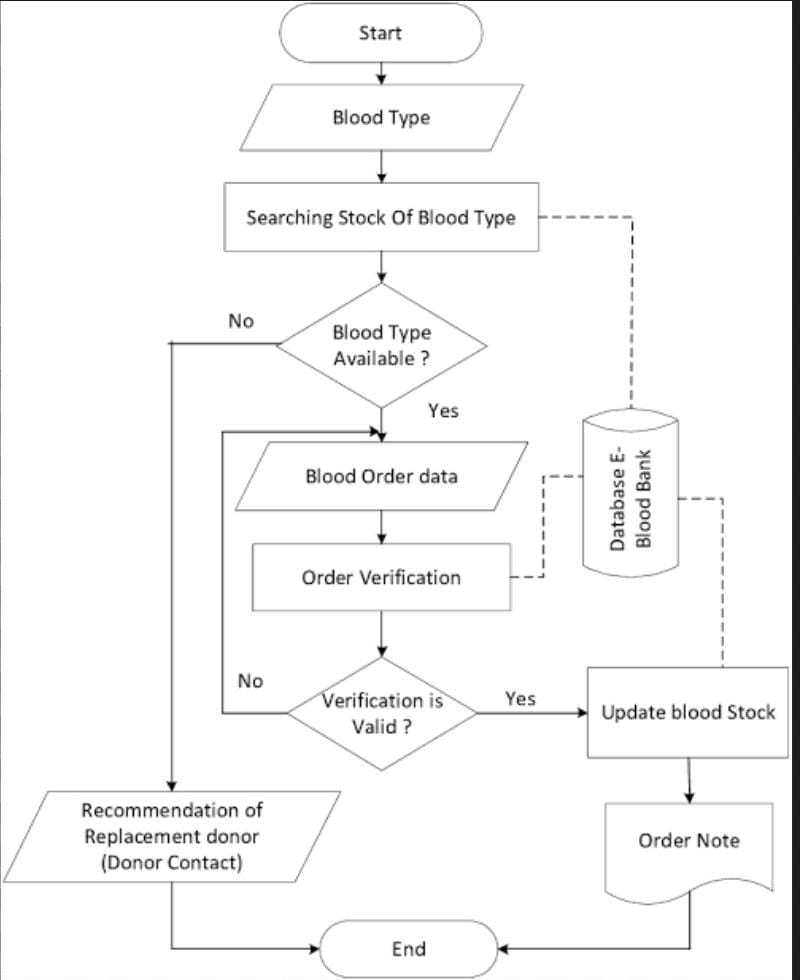 Start
Blood Type
Searching Stock Of Blood Type
No
Blood Type
Available ?
Yes
Blood Order data
Database E-
Blood Bank
Order Verification
No
Verification is
Valid ?
Yes
Update blood Stock
Recommendation of
Replacement donor
(Donor Contact)
Order Note
End